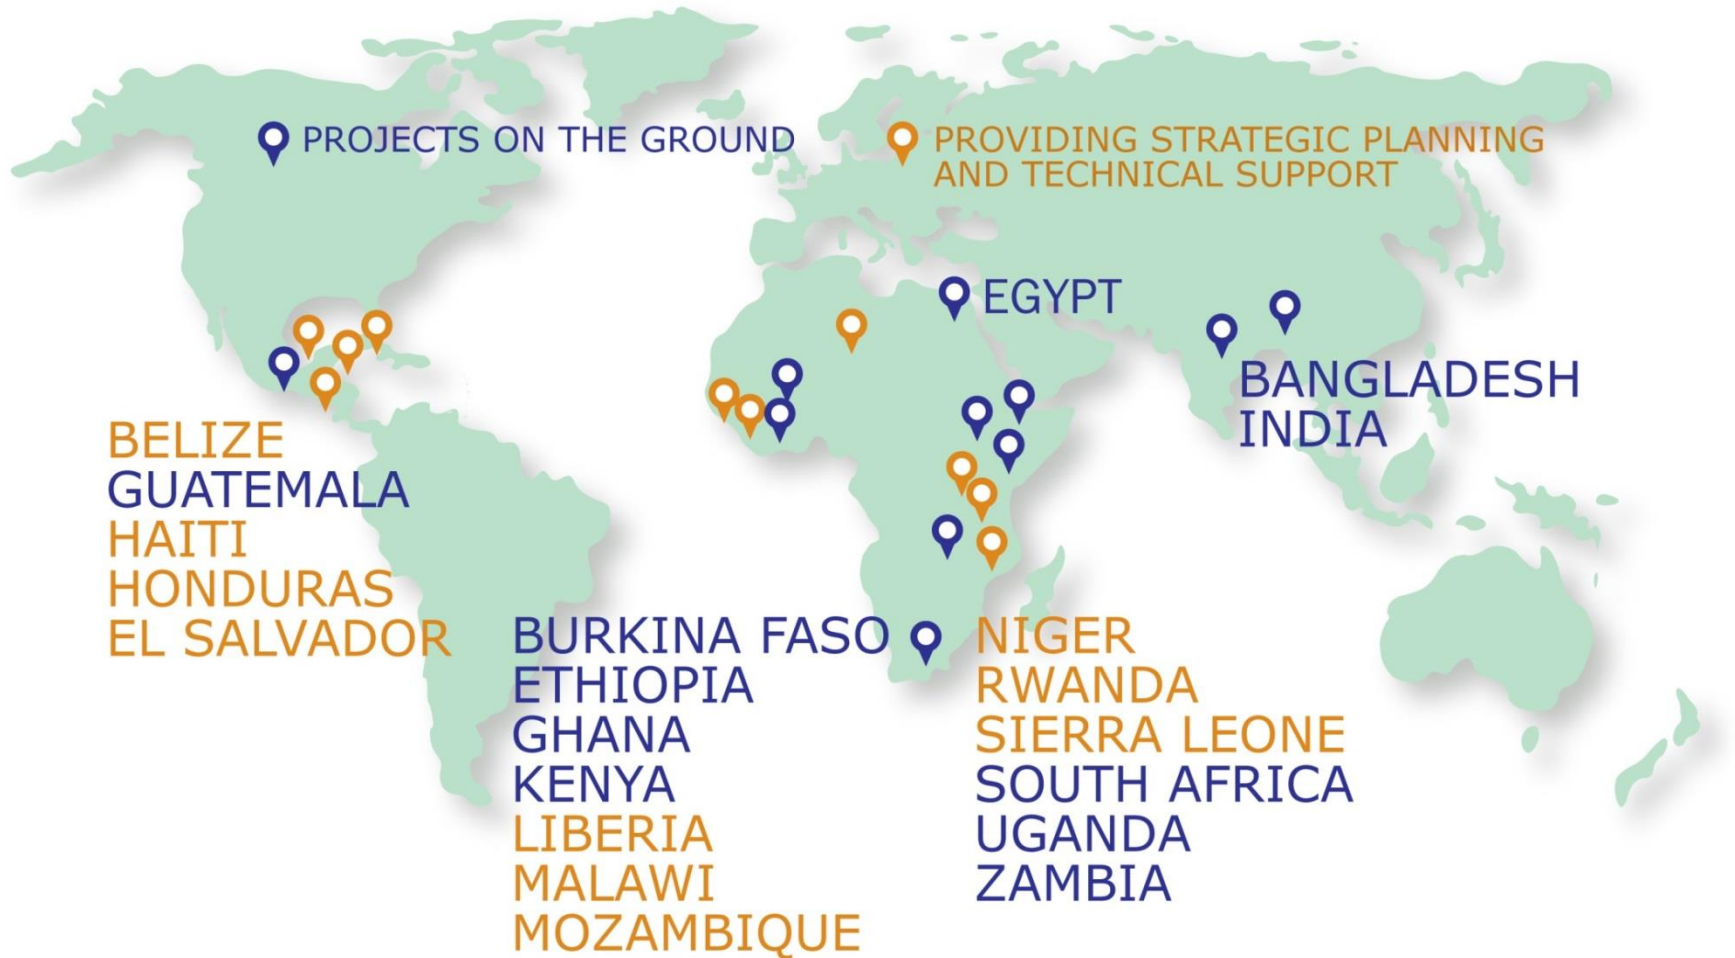 PROJECTS ON THE GROUND
PROVIDING STRATEGIC PLANNING
AND TECHNICAL SUPPORT
EGYPT
BANGLADESH
INDIA
BELIZE
GUATEMALA
HAITI
HONDURAS
EL SALVADOR
BURKINA FASO
ETHIOPIA
GHANA
KENYA
LIBERIA
MALAWI
MOZAMBIQUE
NIGER
RWANDA
SIERRA LEONE
SOUTH AFRICA
UGANDA
ZAMBIA